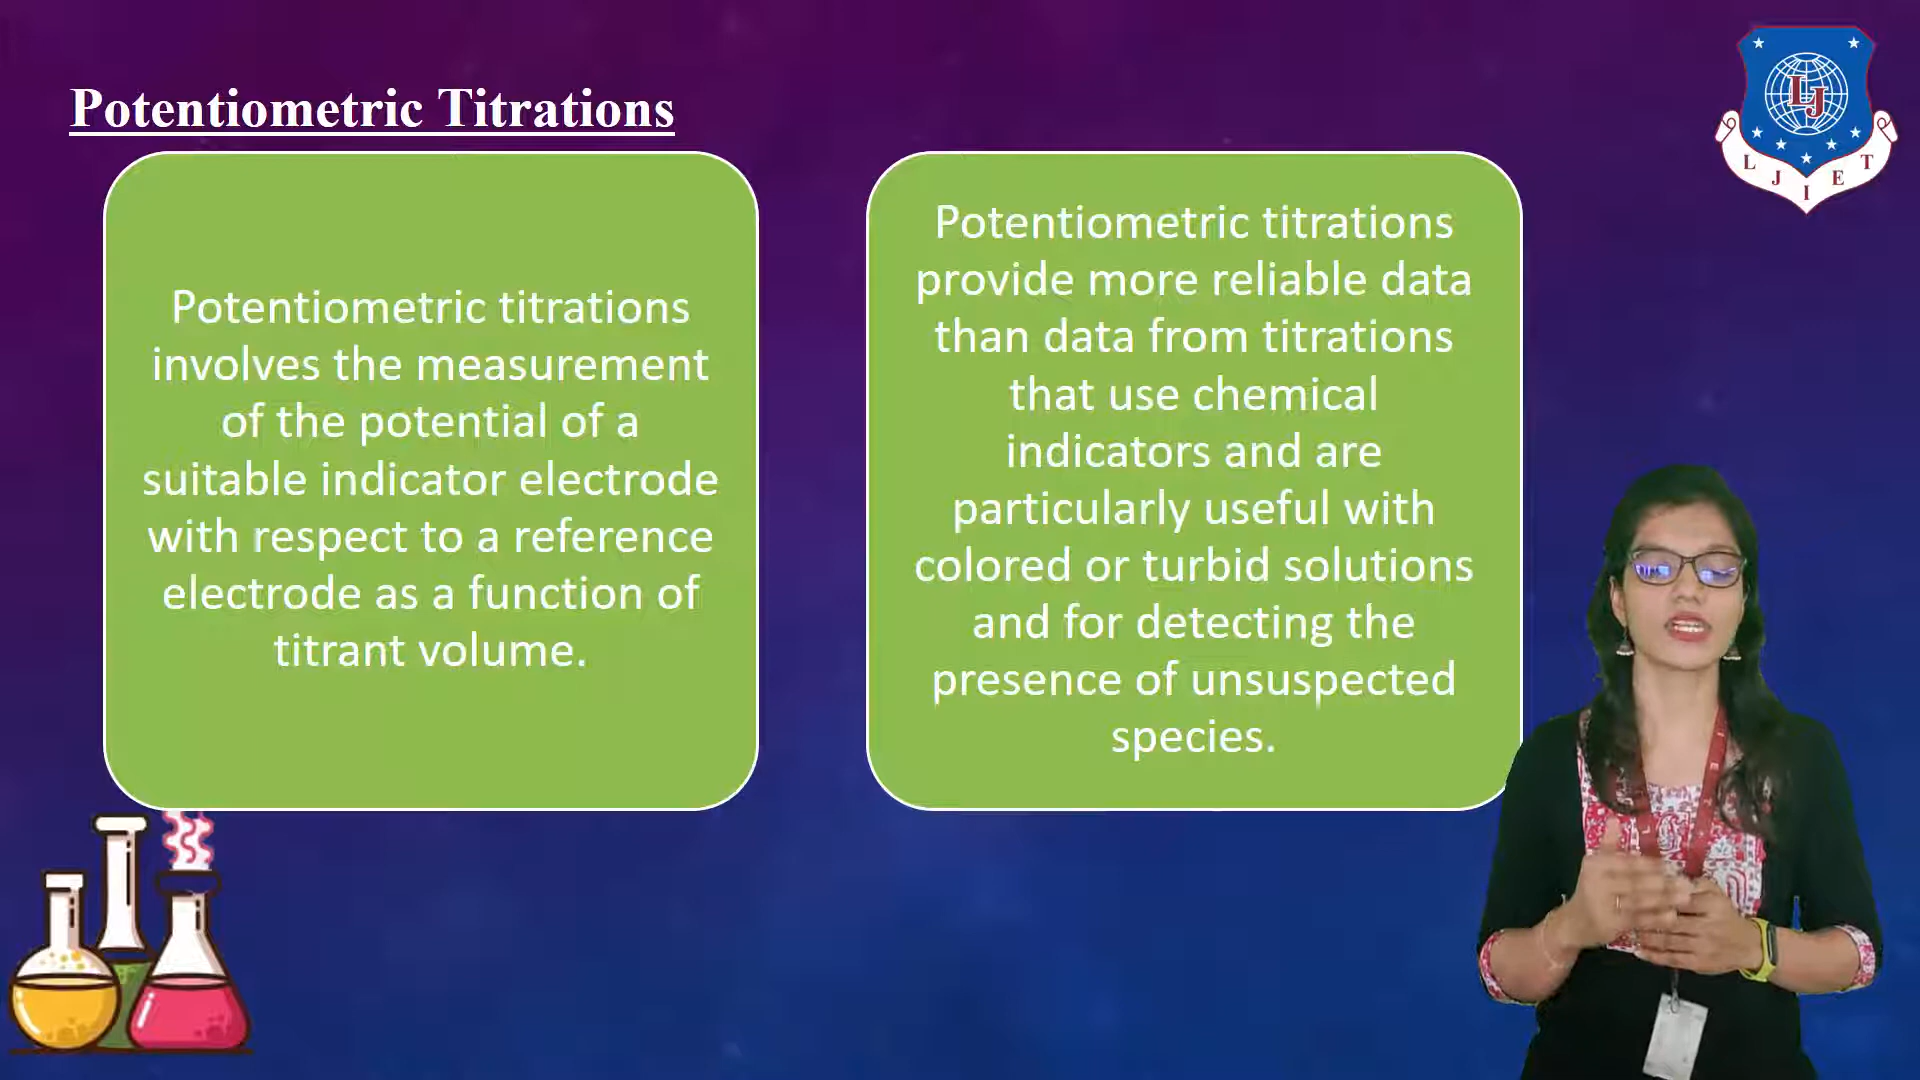 Potentiometric Titrations
Potentiometric titrations
involves the measurement
of the potential of a
suitable indicator electrode
with respect to a reference
electrode as a function of
titrant volume.
Potentiometric titrations
provide more reliable data
than data from titrations
that use chemical
indicators and are
particularly useful with
colored or turbid solutions
and for detecting the
presence of unsuspected
species.
LJ
L J I E T